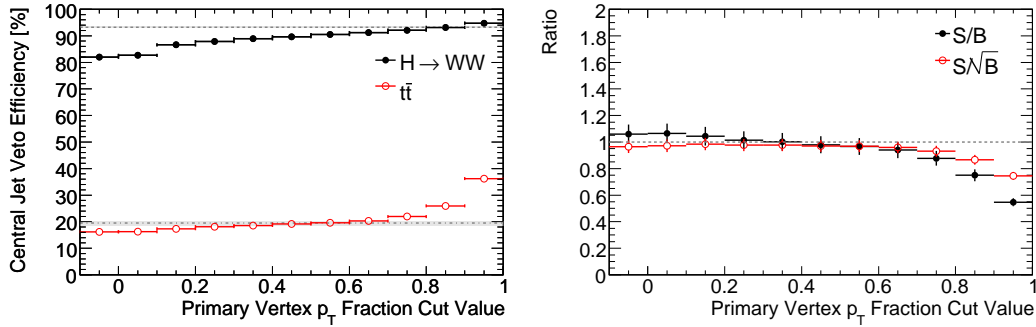 Central Jet Veto Efficiency [%]
100
90
80
70
60
50
40
30
20
10
0
H → WW
tt̄
0 0.2 0.4 0.6 0.8 1
Primary Vertex p_T Fraction Cut Value
Ratio
2
1.8
1.6
1.4
1.2
1
0.8
0.6
0.4
0.2
0
S/B
S/√B
0 0.2 0.4 0.6 0.8 1
Primary Vertex p_T Fraction Cut Value